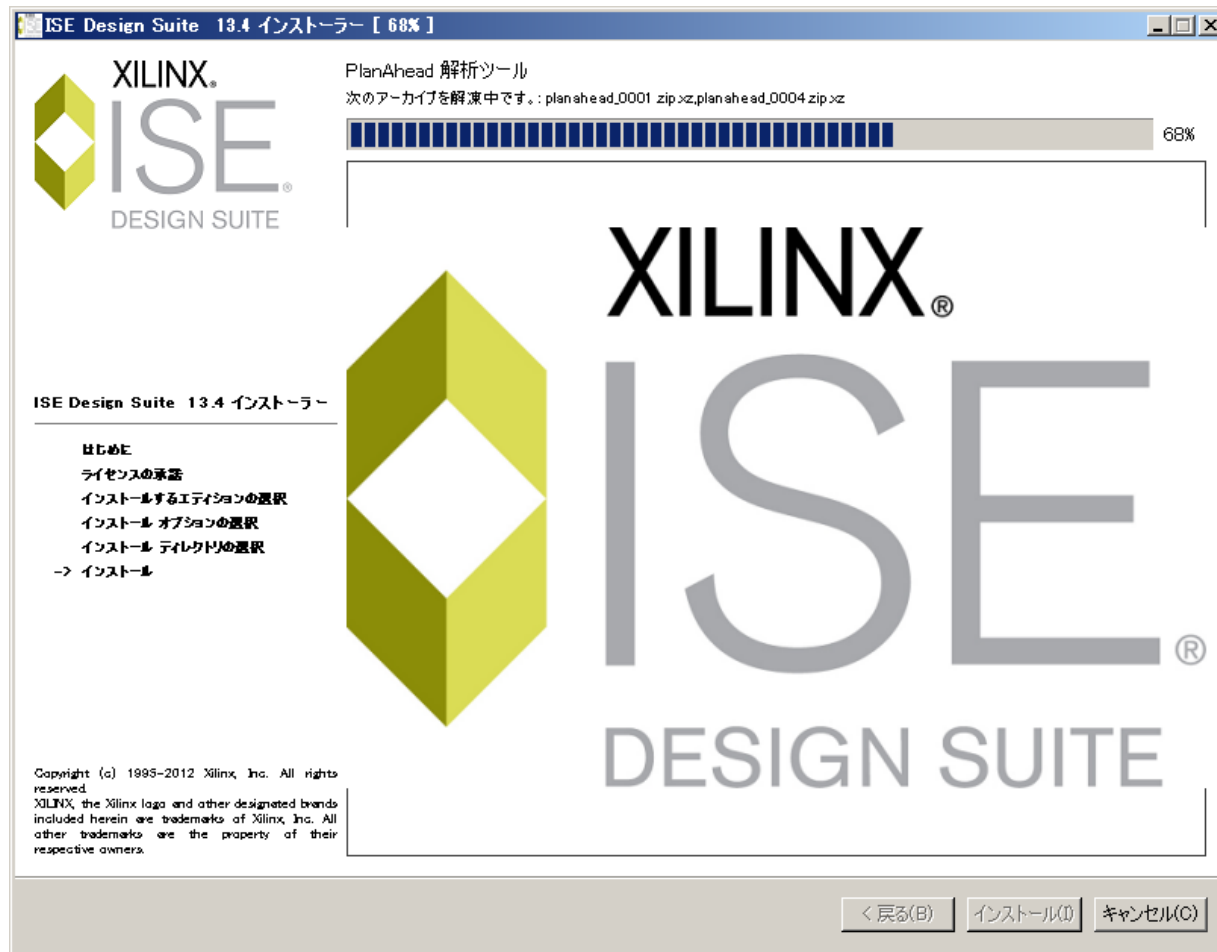 ISE Design Suite 13.4 インストーラー [ 68% ]
XILINX®
ISE®
DESIGN SUITE
PlanAhead 解析ツール
次のアーカイブを解凍中です。: planahead_0001.zip.xz,planahead_0004.zip.xz
68%
XILINX®
ISE®
DESIGN SUITE
ISE Design Suite 13.4 インストーラー
はじめに
ライセンスの承諾
インストールするエディションの選択
インストール オプションの選択
インストール ディレクトリの選択
-> インストール
Copyright (c) 1995-2012 Xilinx, Inc. All rights
reserved.
XILINX, the Xilinx logo and other designated brands
included herein are trademarks of Xilinx, Inc. All
other trademarks are the property of their
respective owners.
< 戻る(B)
インストール(I)
キャンセル(C)